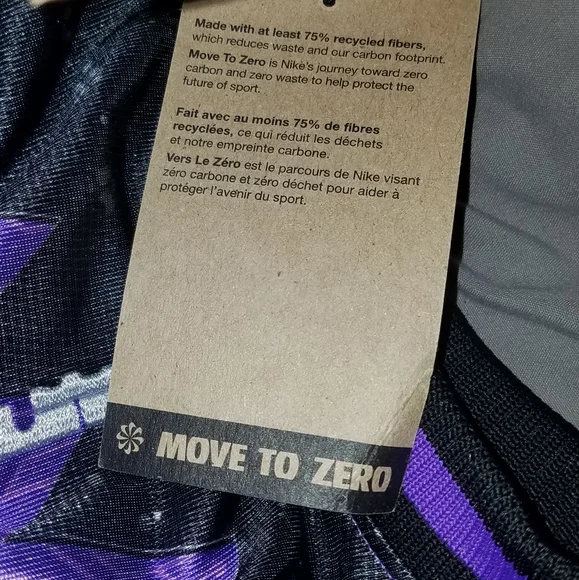 Made with at least 75% recycled fibers,
which reduces waste and our carbon footprint.
Move To Zero is Nike's journey toward zero
carbon and zero waste to help protect the
future of sport.
Fait avec au moins 75% de fibres
recyclées, ce qui réduit les déchets
et notre empreinte carbone.
Vers Le Zéro est le parcours de Nike visant
zéro carbone et zéro déchet pour aider à
protéger l'avenir du sport.
MOVE TO ZERO